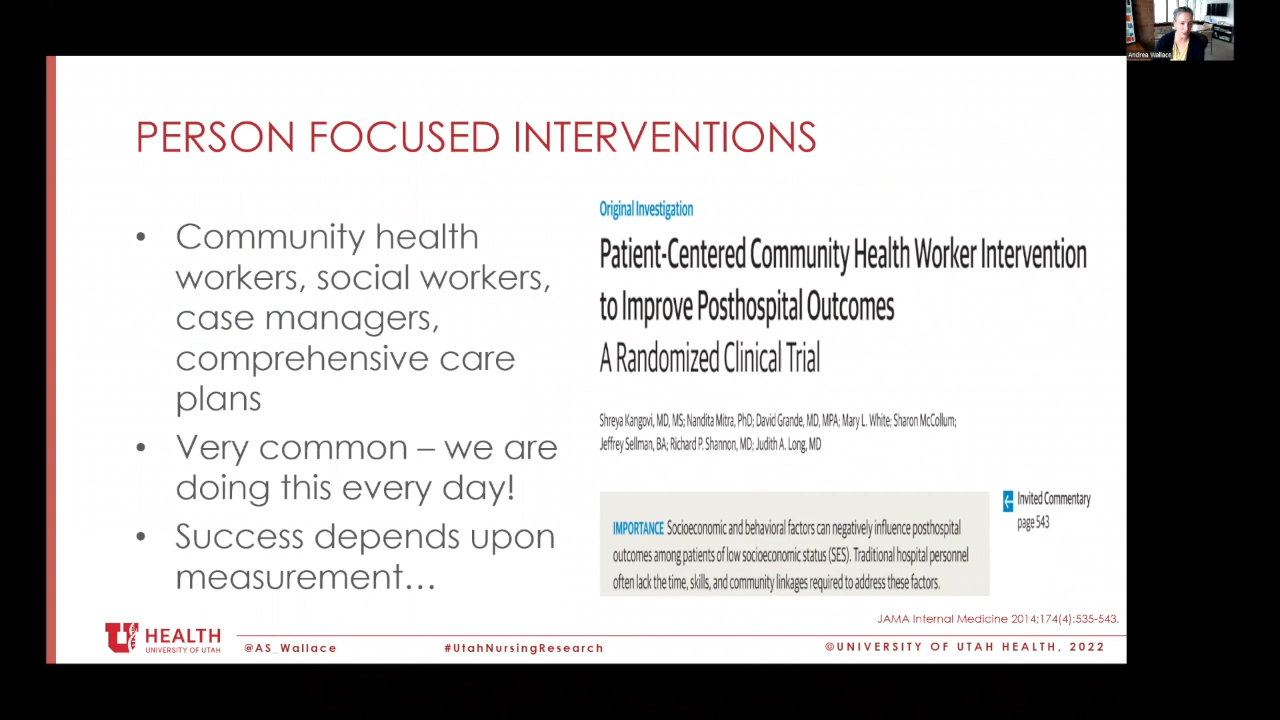 Andrea Wallace
PERSON FOCUSED INTERVENTIONS
• Community health
workers, social workers,
case managers,
comprehensive care
plans
• Very common – we are
doing this every day!
• Success depends upon
measurement…
Original Investigation
Patient-Centered Community Health Worker Intervention
to Improve Posthospital Outcomes
A Randomized Clinical Trial
Shreya Kangovi, MD, MS; Nandita Mitra, PhD; David Grande, MD, MPA; Mary L. White; Sharon McCollum;
Jeffrey Sellman, BA; Richard P. Shannon, MD; Judith A. Long, MD
IMPORTANCE Socioeconomic and behavioral factors can negatively influence posthospital
outcomes among patients of low socioeconomic status (SES). Traditional hospital personnel
often lack the time, skills, and community linkages required to address these factors.
Invited Commentary
page 543
JAMA Internal Medicine 2014;174(4):535-543.
U HEALTH
UNIVERSITY OF UTAH
@AS_Wallace
#UtahNursingResearch
©UNIVERSITY OF UTAH HEALTH, 2022